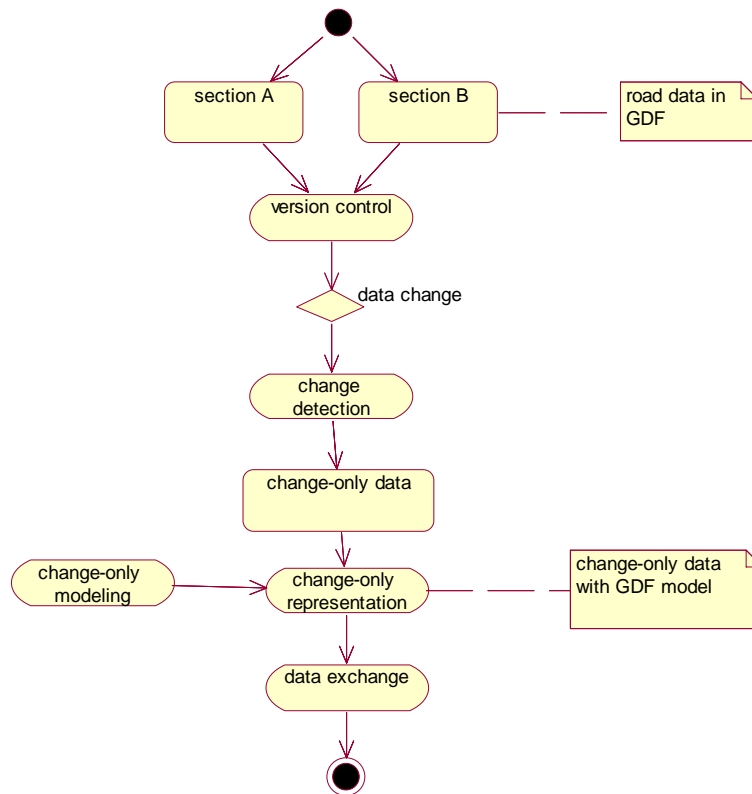 section A
section B
road data in
GDF
version control
data change
change
detection
change-only data
change-only
modeling
change-only
representation
change-only data
with GDF model
data exchange